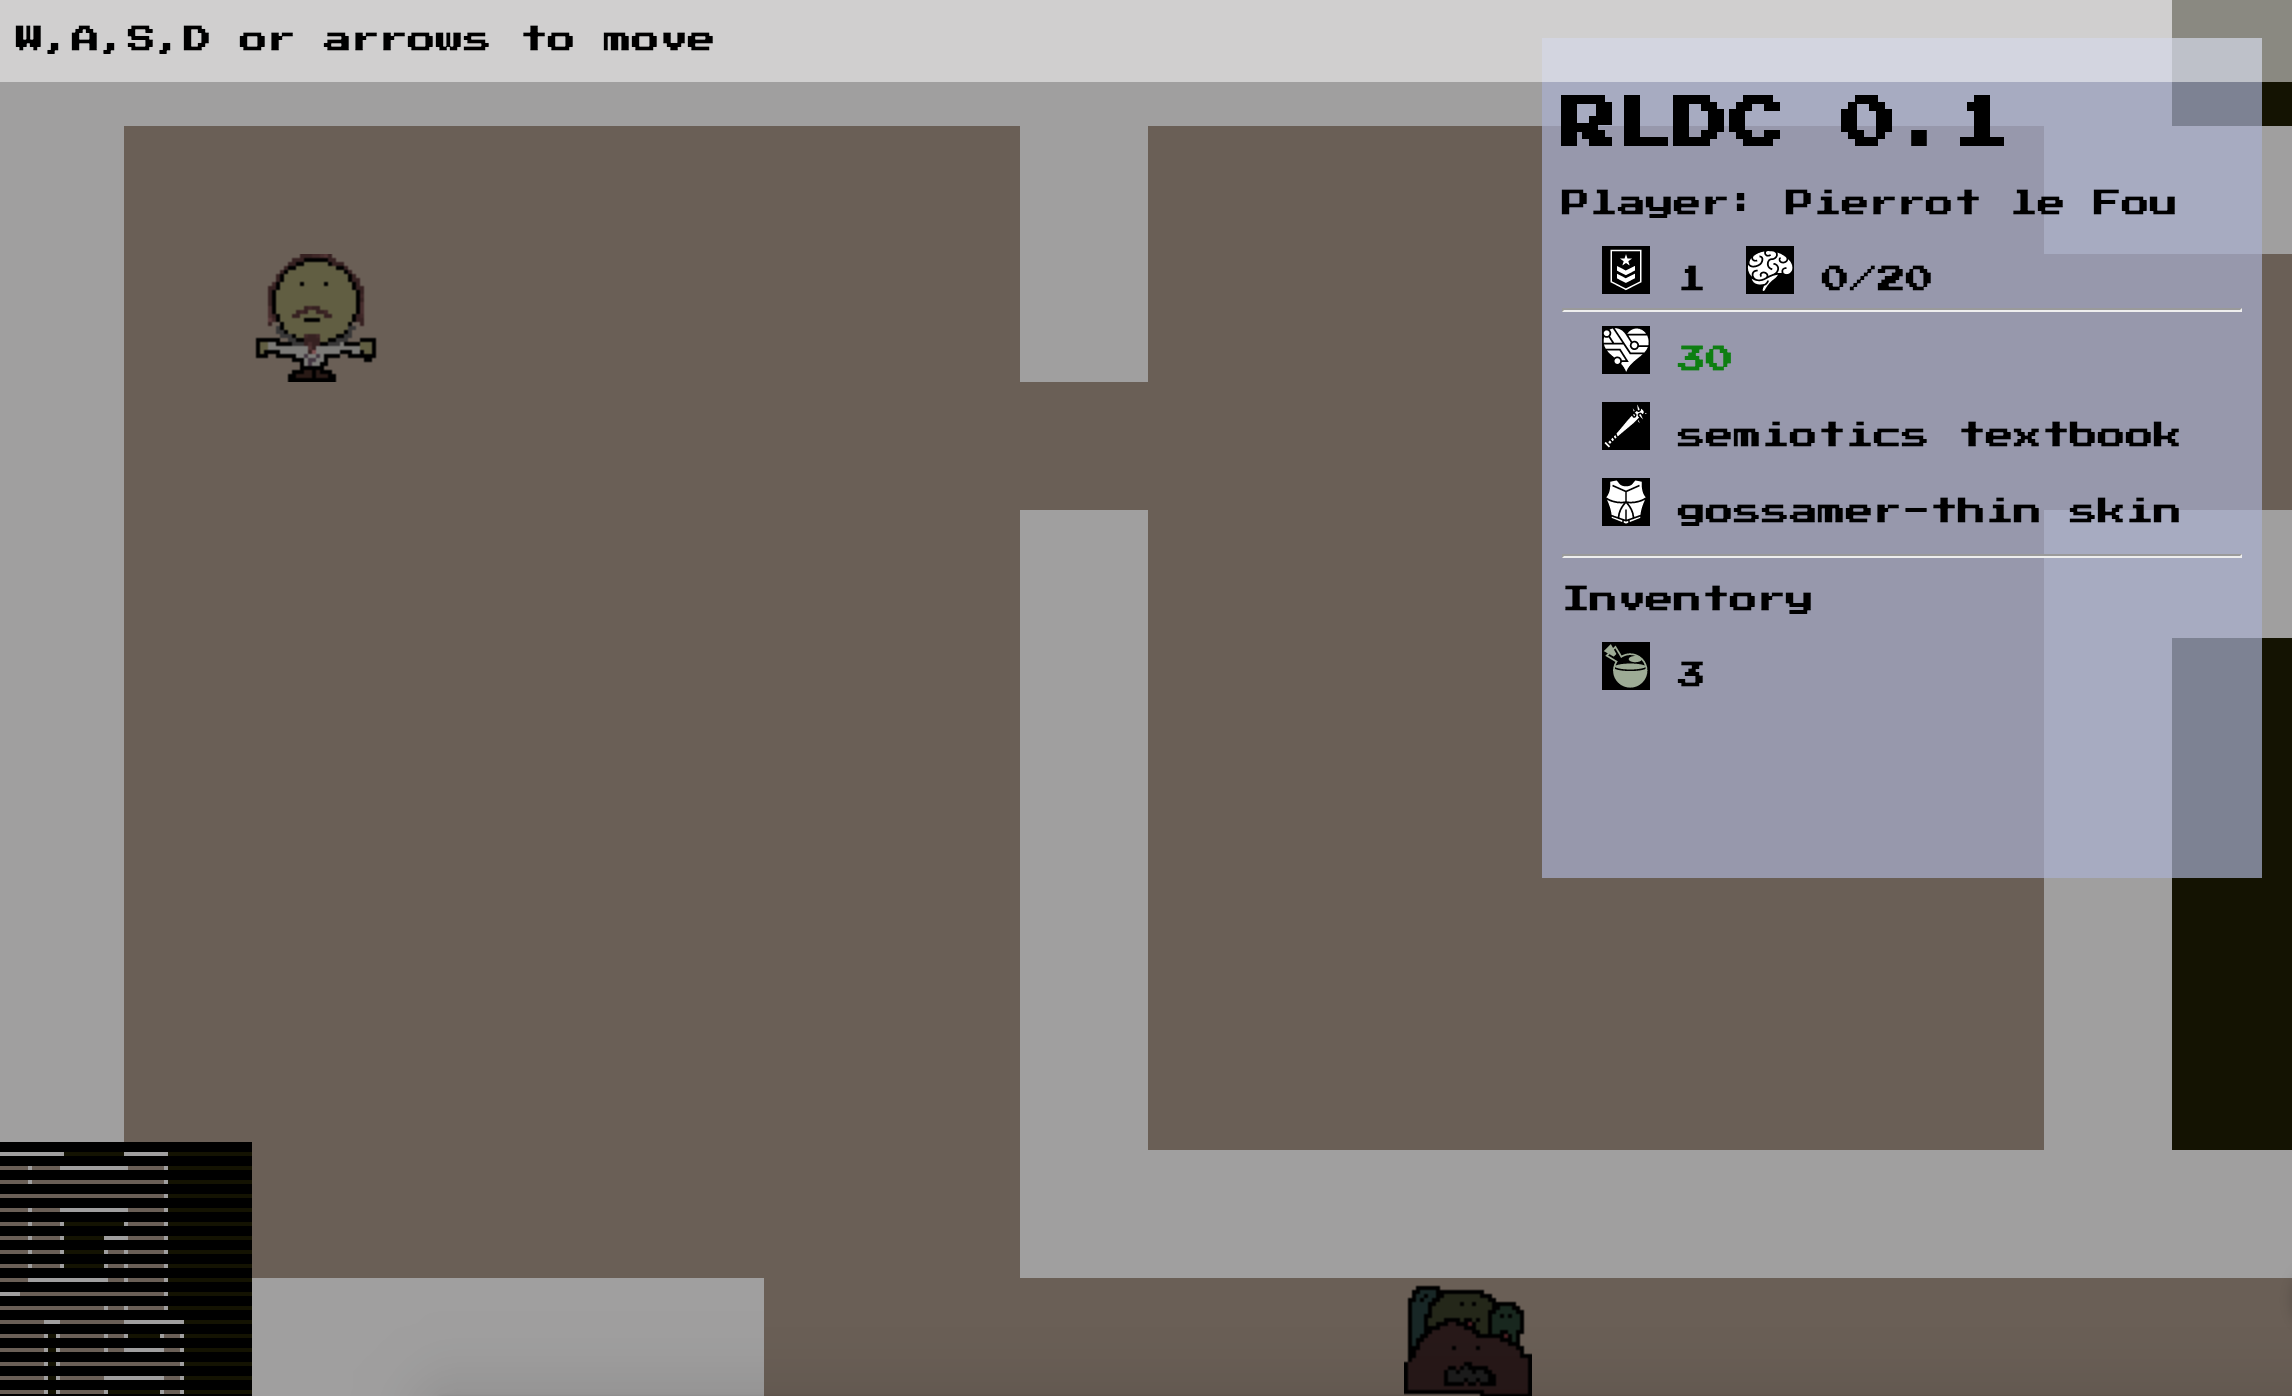 W,A,S,D or arrows to move
RLDC 0.1
Player: Pierrot le Fou
1 0/20
30
semiotics textbook
gossamer-thin skin
Inventory
3